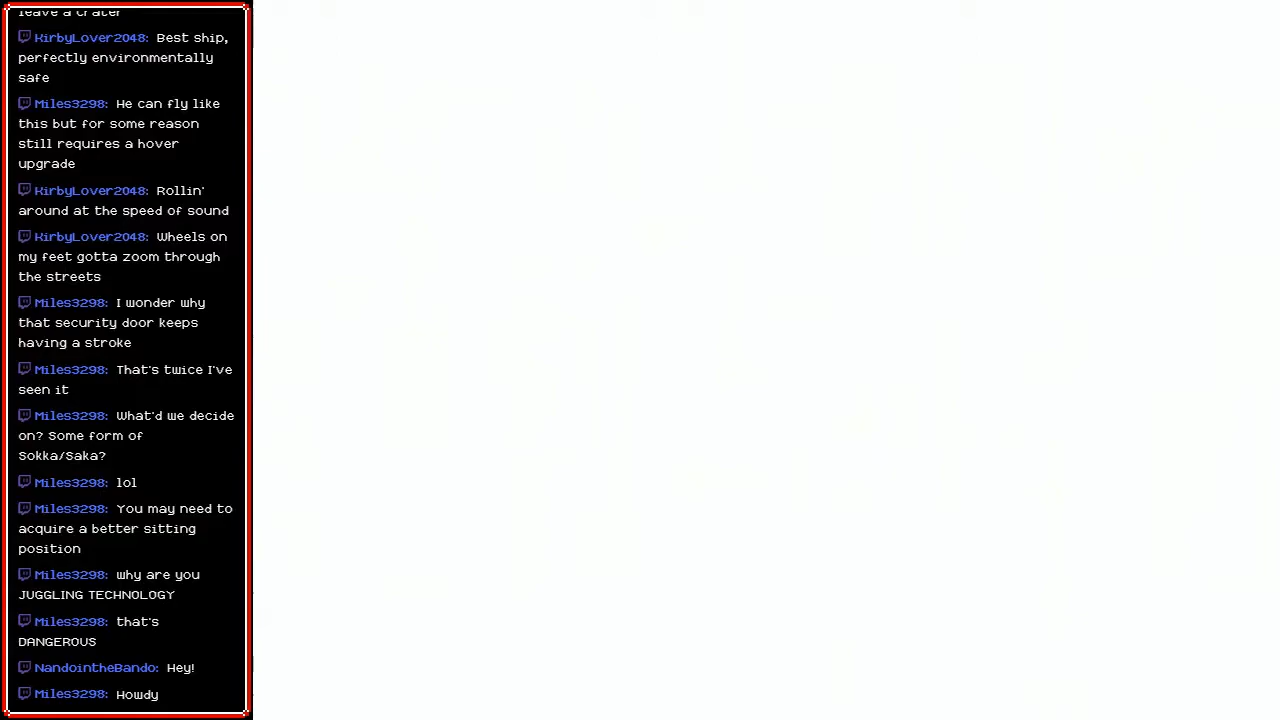 leave a crater
KirbyLover2048: Best ship,
perfectly environmentally
safe
Miles3298: He can fly like
this but for some reason
still requires a hover
upgrade
KirbyLover2048: Rollin'
around at the speed of sound
KirbyLover2048: Wheels on
my feet gotta zoom through
the streets
Miles3298: I wonder why
that security door keeps
having a stroke
Miles3298: That's twice I've
seen it
Miles3298: What'd we decide
on? Some form of
Sokka/Saka?
Miles3298: lol
Miles3298: You may need to
acquire a better sitting
position
Miles3298: why are you
JUGGLING TECHNOLOGY
Miles3298: that's
DANGEROUS
NandointheBando: Hey!
Miles3298: Howdy